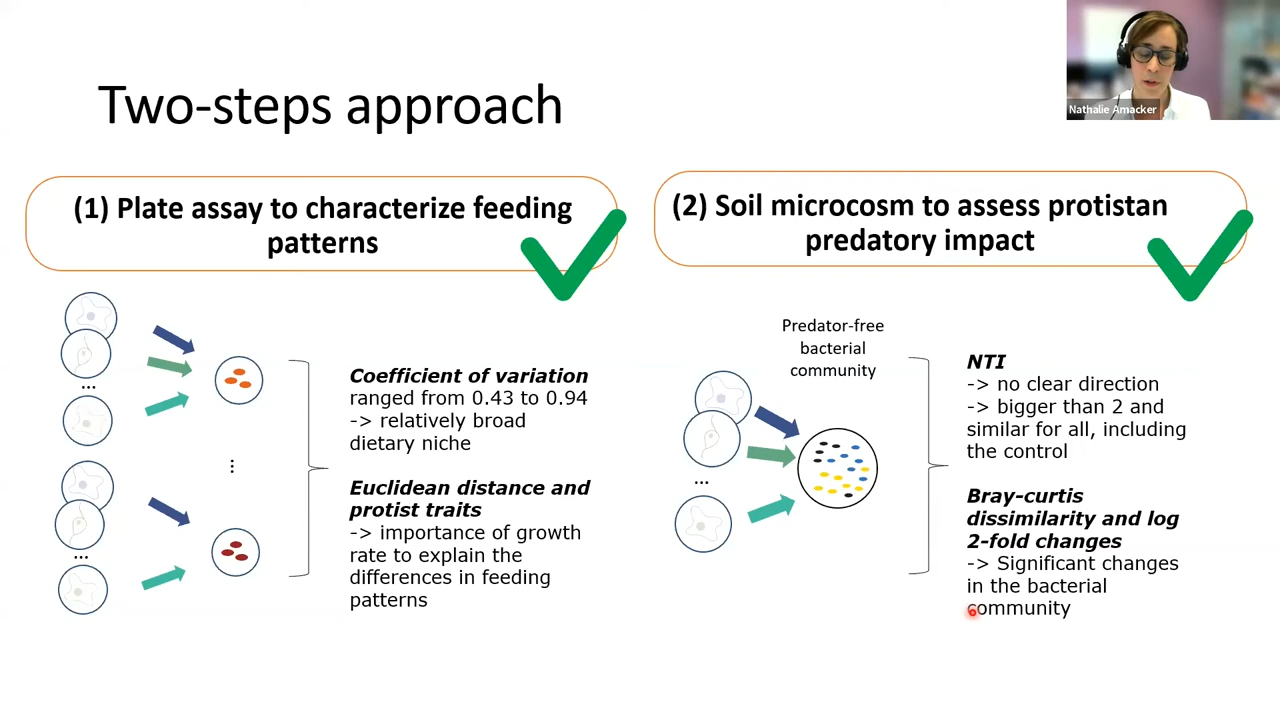 Nathalie Amacker
Two-steps approach
(1) Plate assay to characterize feeding
patterns
...
...
...
...
Coefficient of variation
ranged from 0.43 to 0.94
-> relatively broad
dietary niche
Euclidean distance and
protist traits
-> importance of growth
rate to explain the
differences in feeding
patterns
(2) Soil microcosm to assess protistan
predatory impact
Predator-free
bacterial
community
...
NTI
-> no clear direction
-> bigger than 2 and
similar for all, including
the control
Bray-curtis
dissimilarity and log
2-fold changes
-> Significant changes
in the bacterial
community